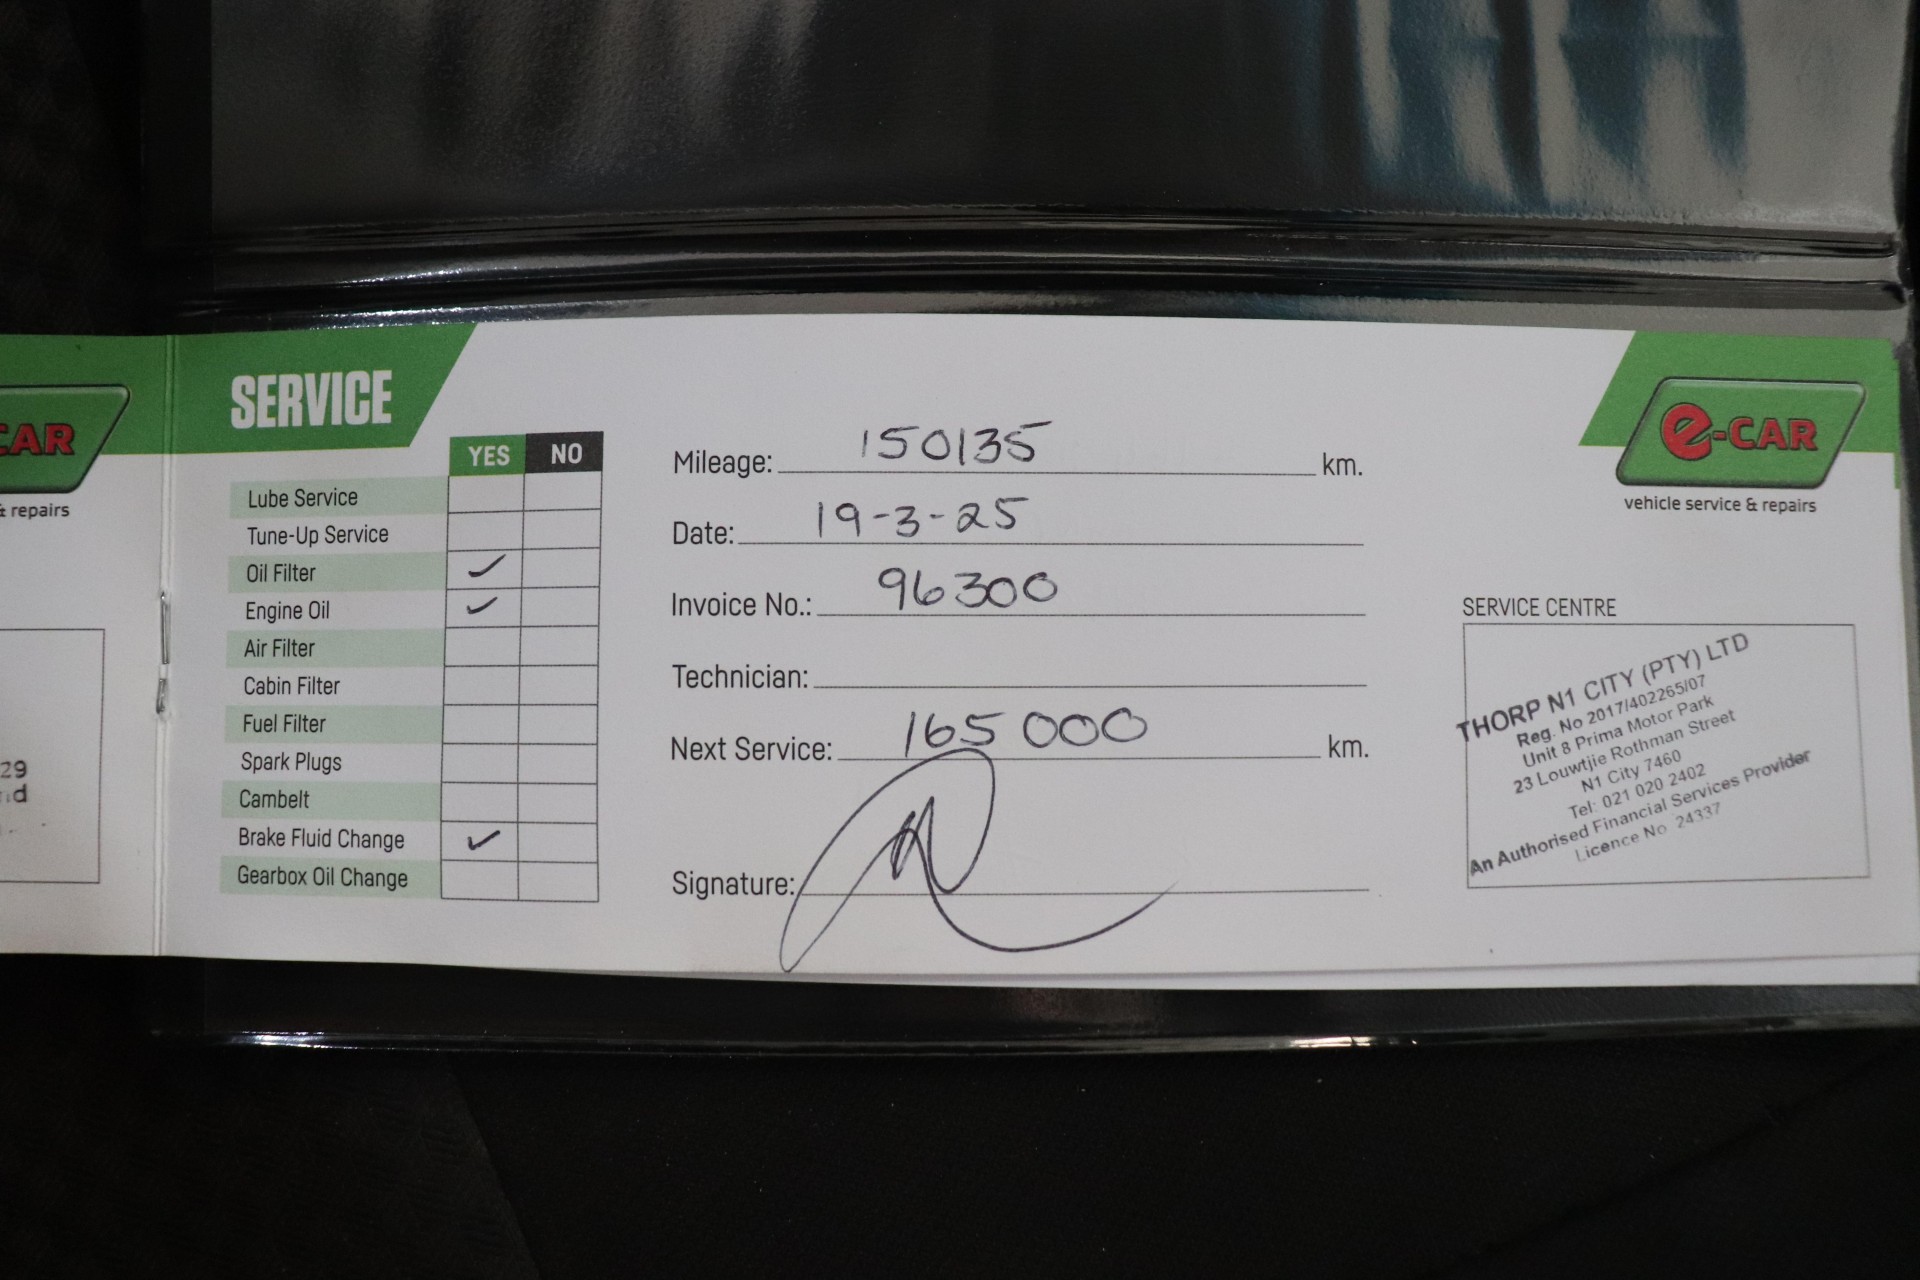 CAR
& repairs
29
SERVICE
YES NO
Lube Service
Tune-Up Service
Oil Filter ✓
Engine Oil ✓
Air Filter
Cabin Filter
Fuel Filter
Spark Plugs
Cambelt
Brake Fluid Change ✓
Gearbox Oil Change
Mileage: 150135 km.
Date: 19-3-25
Invoice No.: 96300
Technician:
Next Service: 165 000 km.
Signature:
e-CAR
vehicle service & repairs
SERVICE CENTRE
THORP N1 CITY (PTY) LTD
Reg. No 2017/402265/07
Unit 8 Prima Motor Park
23 Louwtjie Rothman Street
N1 City 7460
Tel: 021 020 2402
An Authorised Financial Services Provider
Licence No 24337